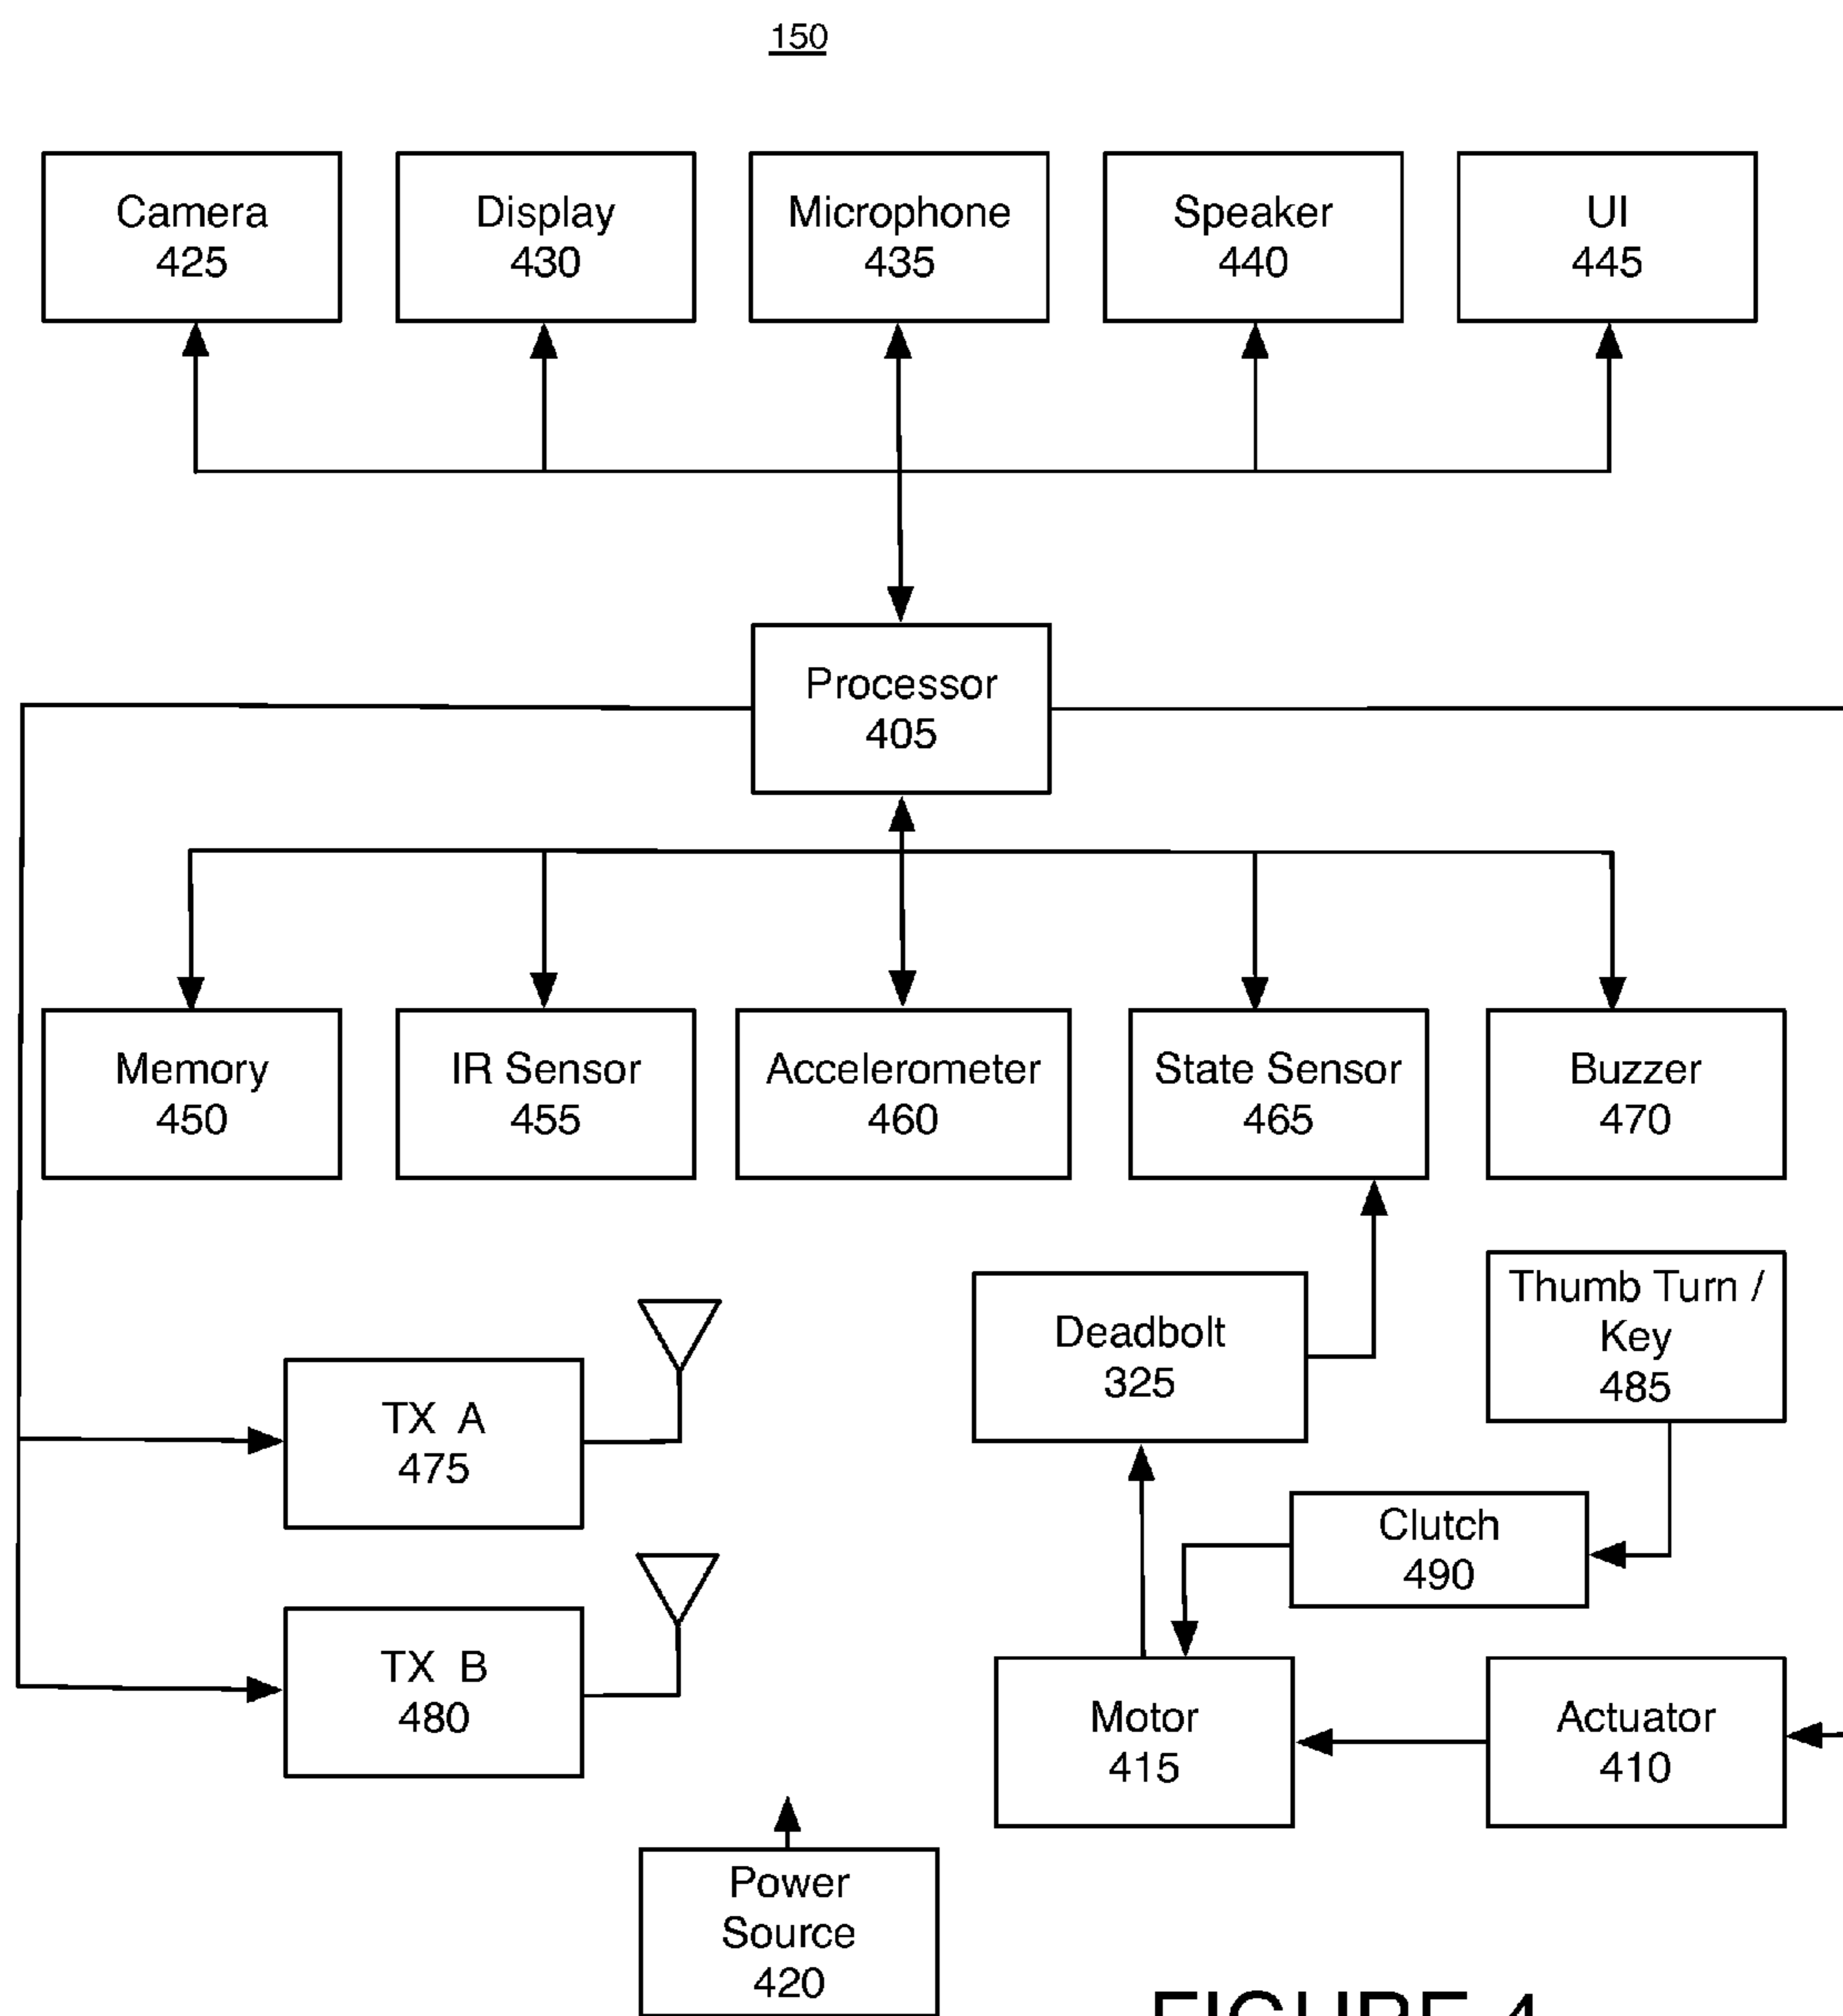 150
Camera
425
Display
430
Microphone
435
Speaker
440
UI
445
Processor
405
Memory
450
IR Sensor
455
Accelerometer
460
State Sensor
465
Buzzer
470
Deadbolt
325
Thumb Turn /
Key
485
TX A
475
Clutch
490
TX B
480
Motor
415
Actuator
410
Power
Source
420
FIGURE 4